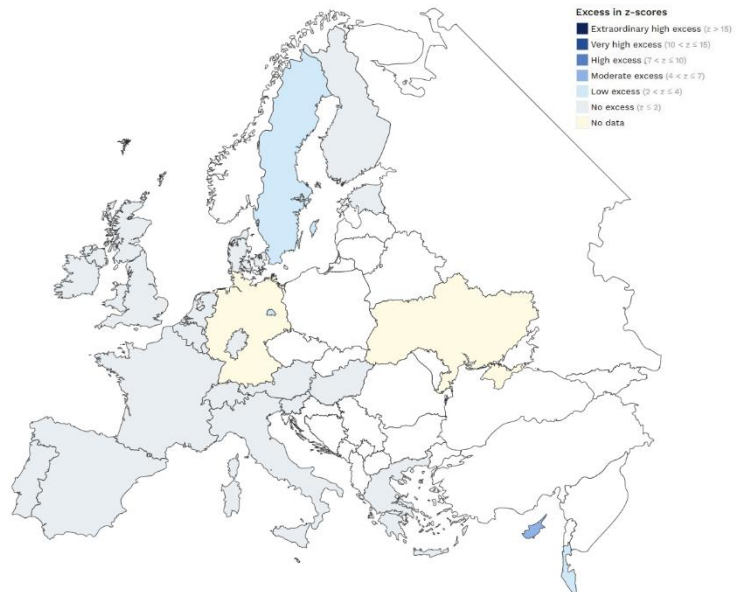 Excess in z-scores
Extraordinary high excess (z > 15)
Very high excess (10 < z ≤ 15)
High excess (7 < z ≤ 10)
Moderate excess (4 < z ≤ 7)
Low excess (2 < z ≤ 4)
No excess (z ≤ 2)
No data